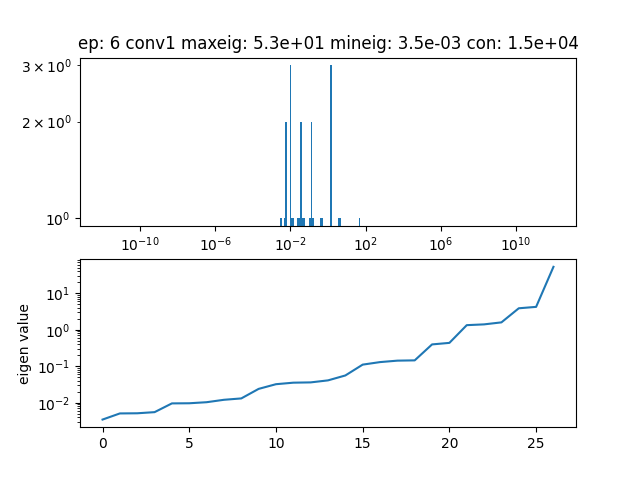 ep: 6 conv1 maxeig: 5.3e+01 mineig: 3.5e-03 con: 1.5e+04
3 × 10⁰
2 × 10⁰
10⁰
10⁻¹⁰ 10⁻⁶ 10⁻² 10² 10⁶ 10¹⁰
eigen value
10¹
10⁰
10⁻¹
10⁻²
0 5 10 15 20 25